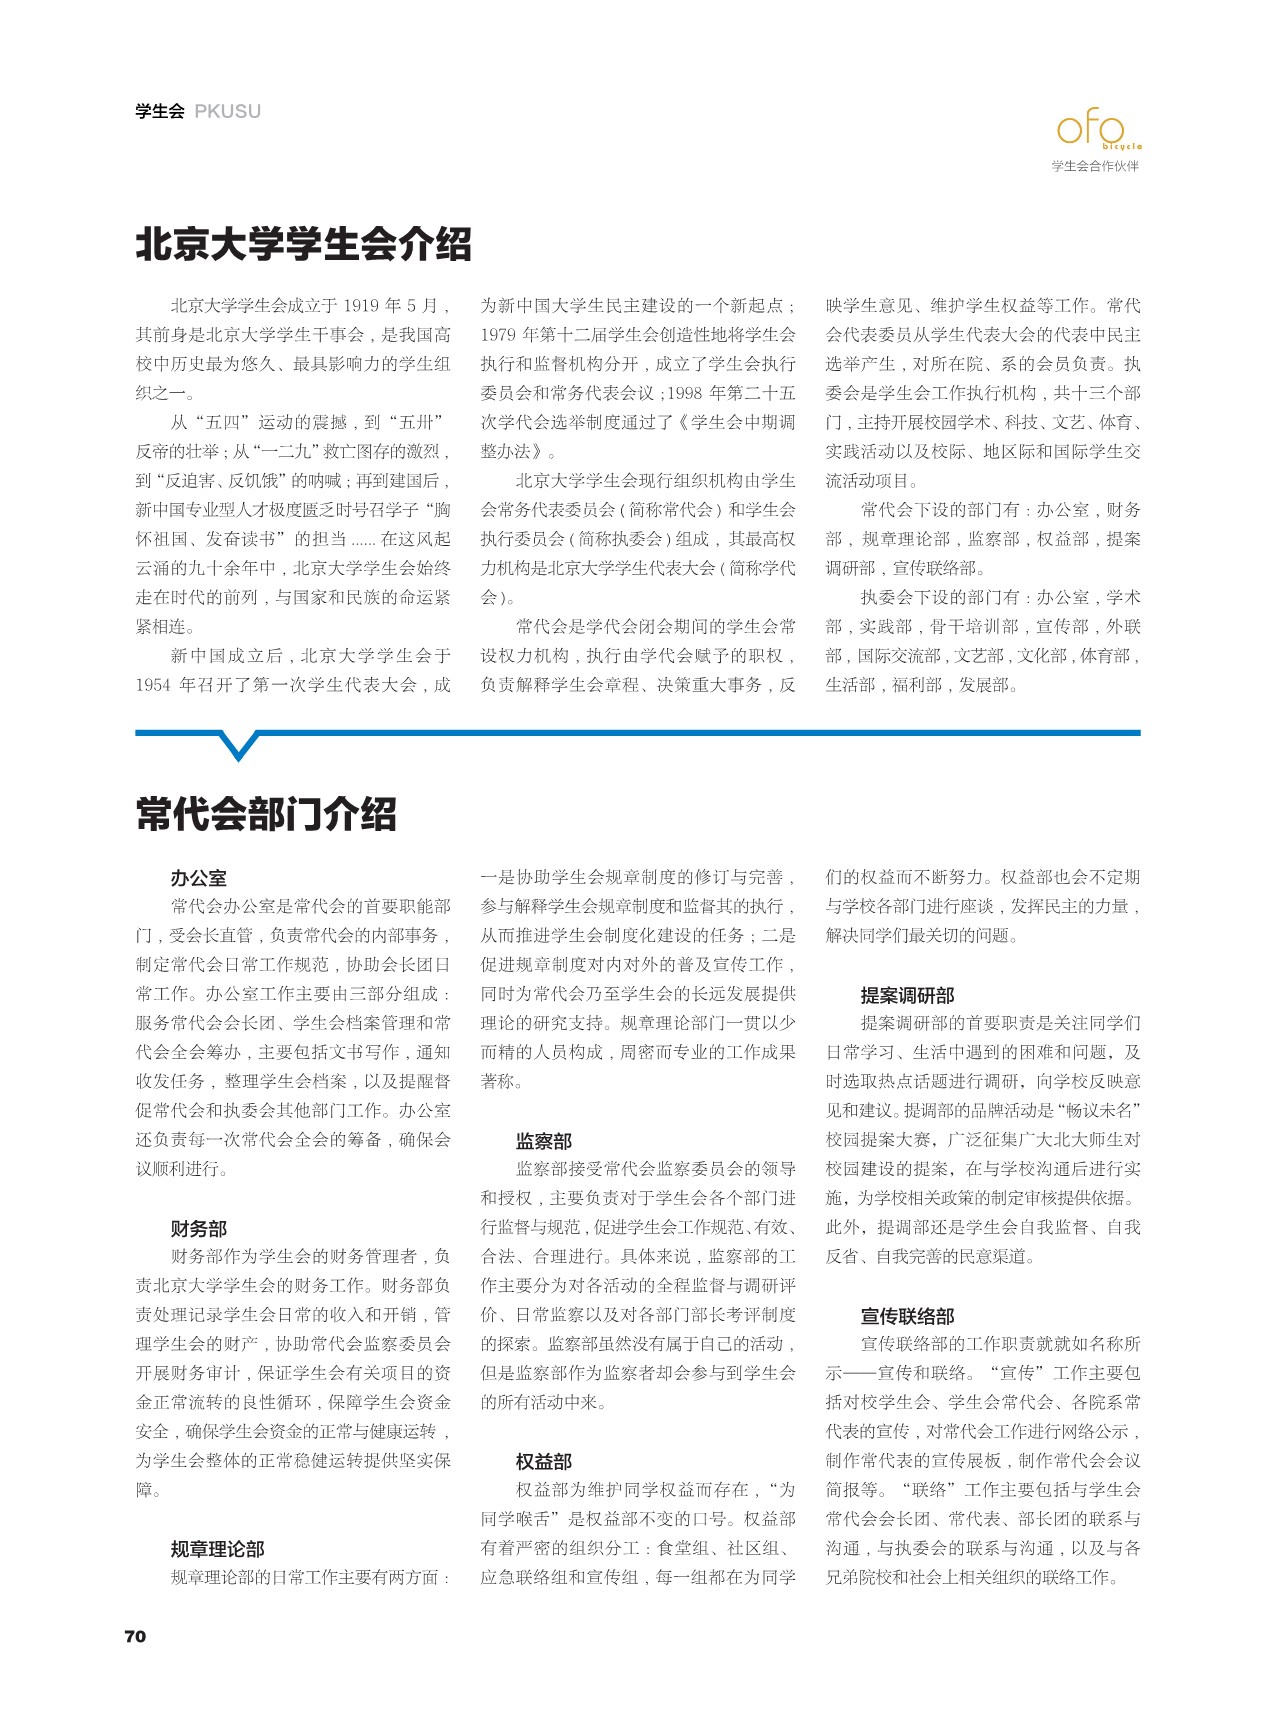 学生会 PKUSU
ofo
bicycle
学生会合作伙伴
北京大学学生会介绍
北京大学学生会成立于 1919 年 5 月，
其前身是北京大学学生干事会，是我国高
校中历史最为悠久、最具影响力的学生组
织之一。
从“五四”运动的震撼，到“五卅”
反帝的壮举；从“一二九”救亡图存的激烈，
到“反迫害、反饥饿”的呐喊；再到建国后，
新中国专业型人才极度匮乏时号召学子“胸
怀祖国、发奋读书”的担当 ...... 在这风起
云涌的九十余年中，北京大学学生会始终
走在时代的前列，与国家和民族的命运紧
紧相连。
新中国成立后，北京大学学生会于
1954 年召开了第一次学生代表大会，成
为新中国大学生民主建设的一个新起点；
1979 年第十二届学生会创造性地将学生会
执行和监督机构分开，成立了学生会执行
委员会和常务代表会议；1998 年第二十五
次学代会选举制度通过了《学生会中期调
整办法》。
北京大学学生会现行组织机构由学生
会常务代表委员会 ( 简称常代会 ) 和学生会
执行委员会 ( 简称执委会 ) 组成，其最高权
力机构是北京大学学生代表大会 ( 简称学代
会 )。
常代会是学代会闭会期间的学生会常
设权力机构，执行由学代会赋予的职权，
负责解释学生会章程、决策重大事务，反
映学生意见、维护学生权益等工作。常代
会代表委员从学生代表大会的代表中民主
选举产生，对所在院、系的会员负责。执
委会是学生会工作执行机构，共十三个部
门，主持开展校园学术、科技、文艺、体育、
实践活动以及校际、地区际和国际学生交
流活动项目。
常代会下设的部门有：办公室，财务
部，规章理论部，监察部，权益部，提案
调研部，宣传联络部。
执委会下设的部门有：办公室，学术
部，实践部，骨干培训部，宣传部，外联
部，国际交流部，文艺部，文化部，体育部，
生活部，福利部，发展部。
常代会部门介绍
办公室
常代会办公室是常代会的首要职能部
门，受会长直管，负责常代会的内部事务，
制定常代会日常工作规范，协助会长团日
常工作。办公室工作主要由三部分组成：
服务常代会会长团、学生会档案管理和常
代会全会筹办，主要包括文书写作，通知
收发任务，整理学生会档案，以及提醒督
促常代会和执委会其他部门工作。办公室
还负责每一次常代会全会的筹备，确保会
议顺利进行。
财务部
财务部作为学生会的财务管理者，负
责北京大学学生会的财务工作。财务部负
责处理记录学生会日常的收入和开销，管
理学生会的财产，协助常代会监察委员会
开展财务审计，保证学生会有关项目的资
金正常流转的良性循环，保障学生会资金
安全，确保学生会资金的正常与健康运转，
为学生会整体的正常稳健运转提供坚实保
障。
规章理论部
规章理论部的日常工作主要有两方面：
一是协助学生会规章制度的修订与完善，
参与解释学生会规章制度和监督其的执行，
从而推进学生会制度化建设的任务；二是
促进规章制度对内对外的普及宣传工作，
同时为常代会乃至学生会的长远发展提供
理论的研究支持。规章理论部门一贯以少
而精的人员构成，周密而专业的工作成果
著称。
监察部
监察部接受常代会监察委员会的领导
和授权，主要负责对于学生会各个部门进
行监督与规范，促进学生会工作规范、有效、
合法、合理进行。具体来说，监察部的工
作主要分为对各活动的全程监督与调研评
价、日常监察以及对各部门部长考评制度
的探索。监察部虽然没有属于自己的活动，
但是监察部作为监察者却会参与到学生会
的所有活动中来。
权益部
权益部为维护同学权益而存在，“为
同学喉舌”是权益部不变的口号。权益部
有着严密的组织分工：食堂组、社区组、
应急联络组和宣传组，每一组都在为同学
们的权益而不断努力。权益部也会不定期
与学校各部门进行座谈，发挥民主的力量，
解决同学们最关切的问题。
提案调研部
提案调研部的首要职责是关注同学们
日常学习、生活中遇到的困难和问题，及
时选取热点话题进行调研，向学校反映意
见和建议。提调部的品牌活动是“畅议未名”
校园提案大赛，广泛征集广大北大师生对
校园建设的提案，在与学校沟通后进行实
施，为学校相关政策的制定审核提供依据。
此外，提调部还是学生会自我监督、自我
反省、自我完善的民意渠道。
宣传联络部
宣传联络部的工作职责就就如名称所
示——宣传和联络。“宣传”工作主要包
括对校学生会、学生会常代会、各院系常
代表的宣传，对常代会工作进行网络公示，
制作常代表的宣传展板，制作常代会会议
简报等。“联络”工作主要包括与学生会
常代会会长团、常代表、部长团的联系与
沟通，与执委会的联系与沟通，以及与各
兄弟院校和社会上相关组织的联络工作。
70